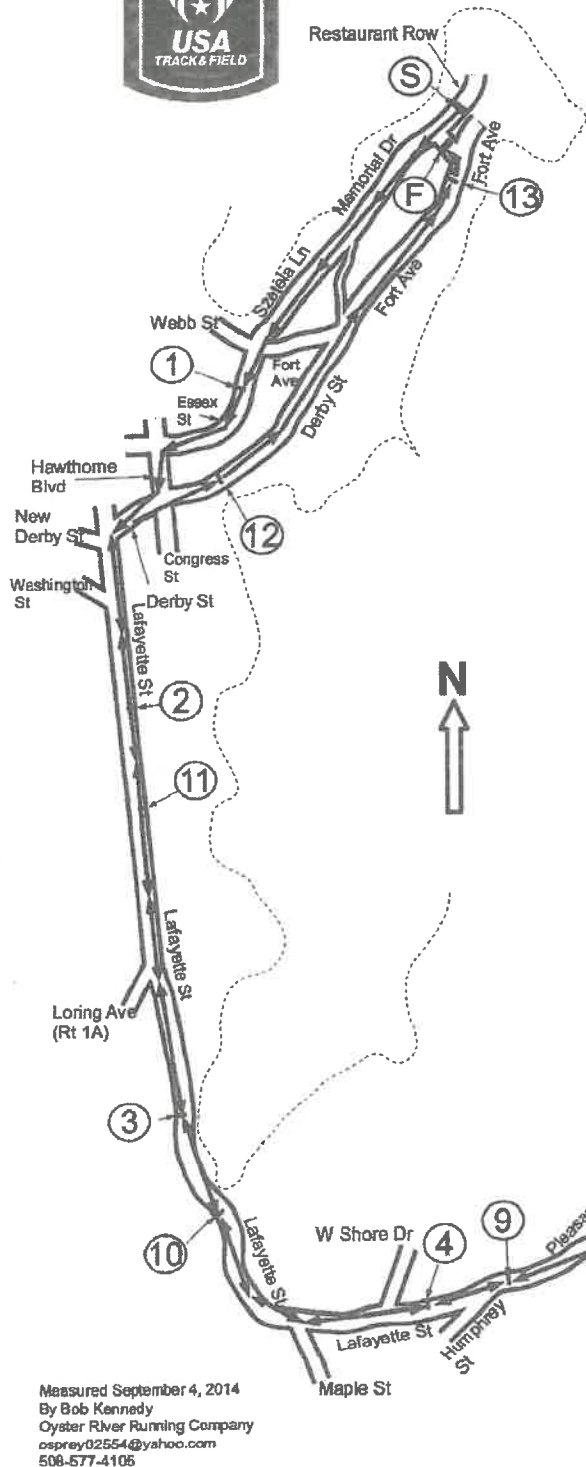 USA
TRACK & FIELD
Restaurant Row
S
Memorial Dr
Fort Ave
F
13
Szetela Ln
Fort Ave
Webb St
1
Fort
Ave
Essex
St
Derby St
Hawthorne
Blvd
12
New
Derby St
Congress
St
Washington
St
Derby St
Lafayette St
N
2
11
Lafayette St
Loring Ave
(Rt 1A)
3
10
Lafayette St
W Shore Dr
4
9
Pleasa
Lafayette St
Humphrey
St
Maple St
Measured September 4, 2014
By Bob Kennedy
Oyster River Running Company
osprey02554@yahoo.com
508-577-4105